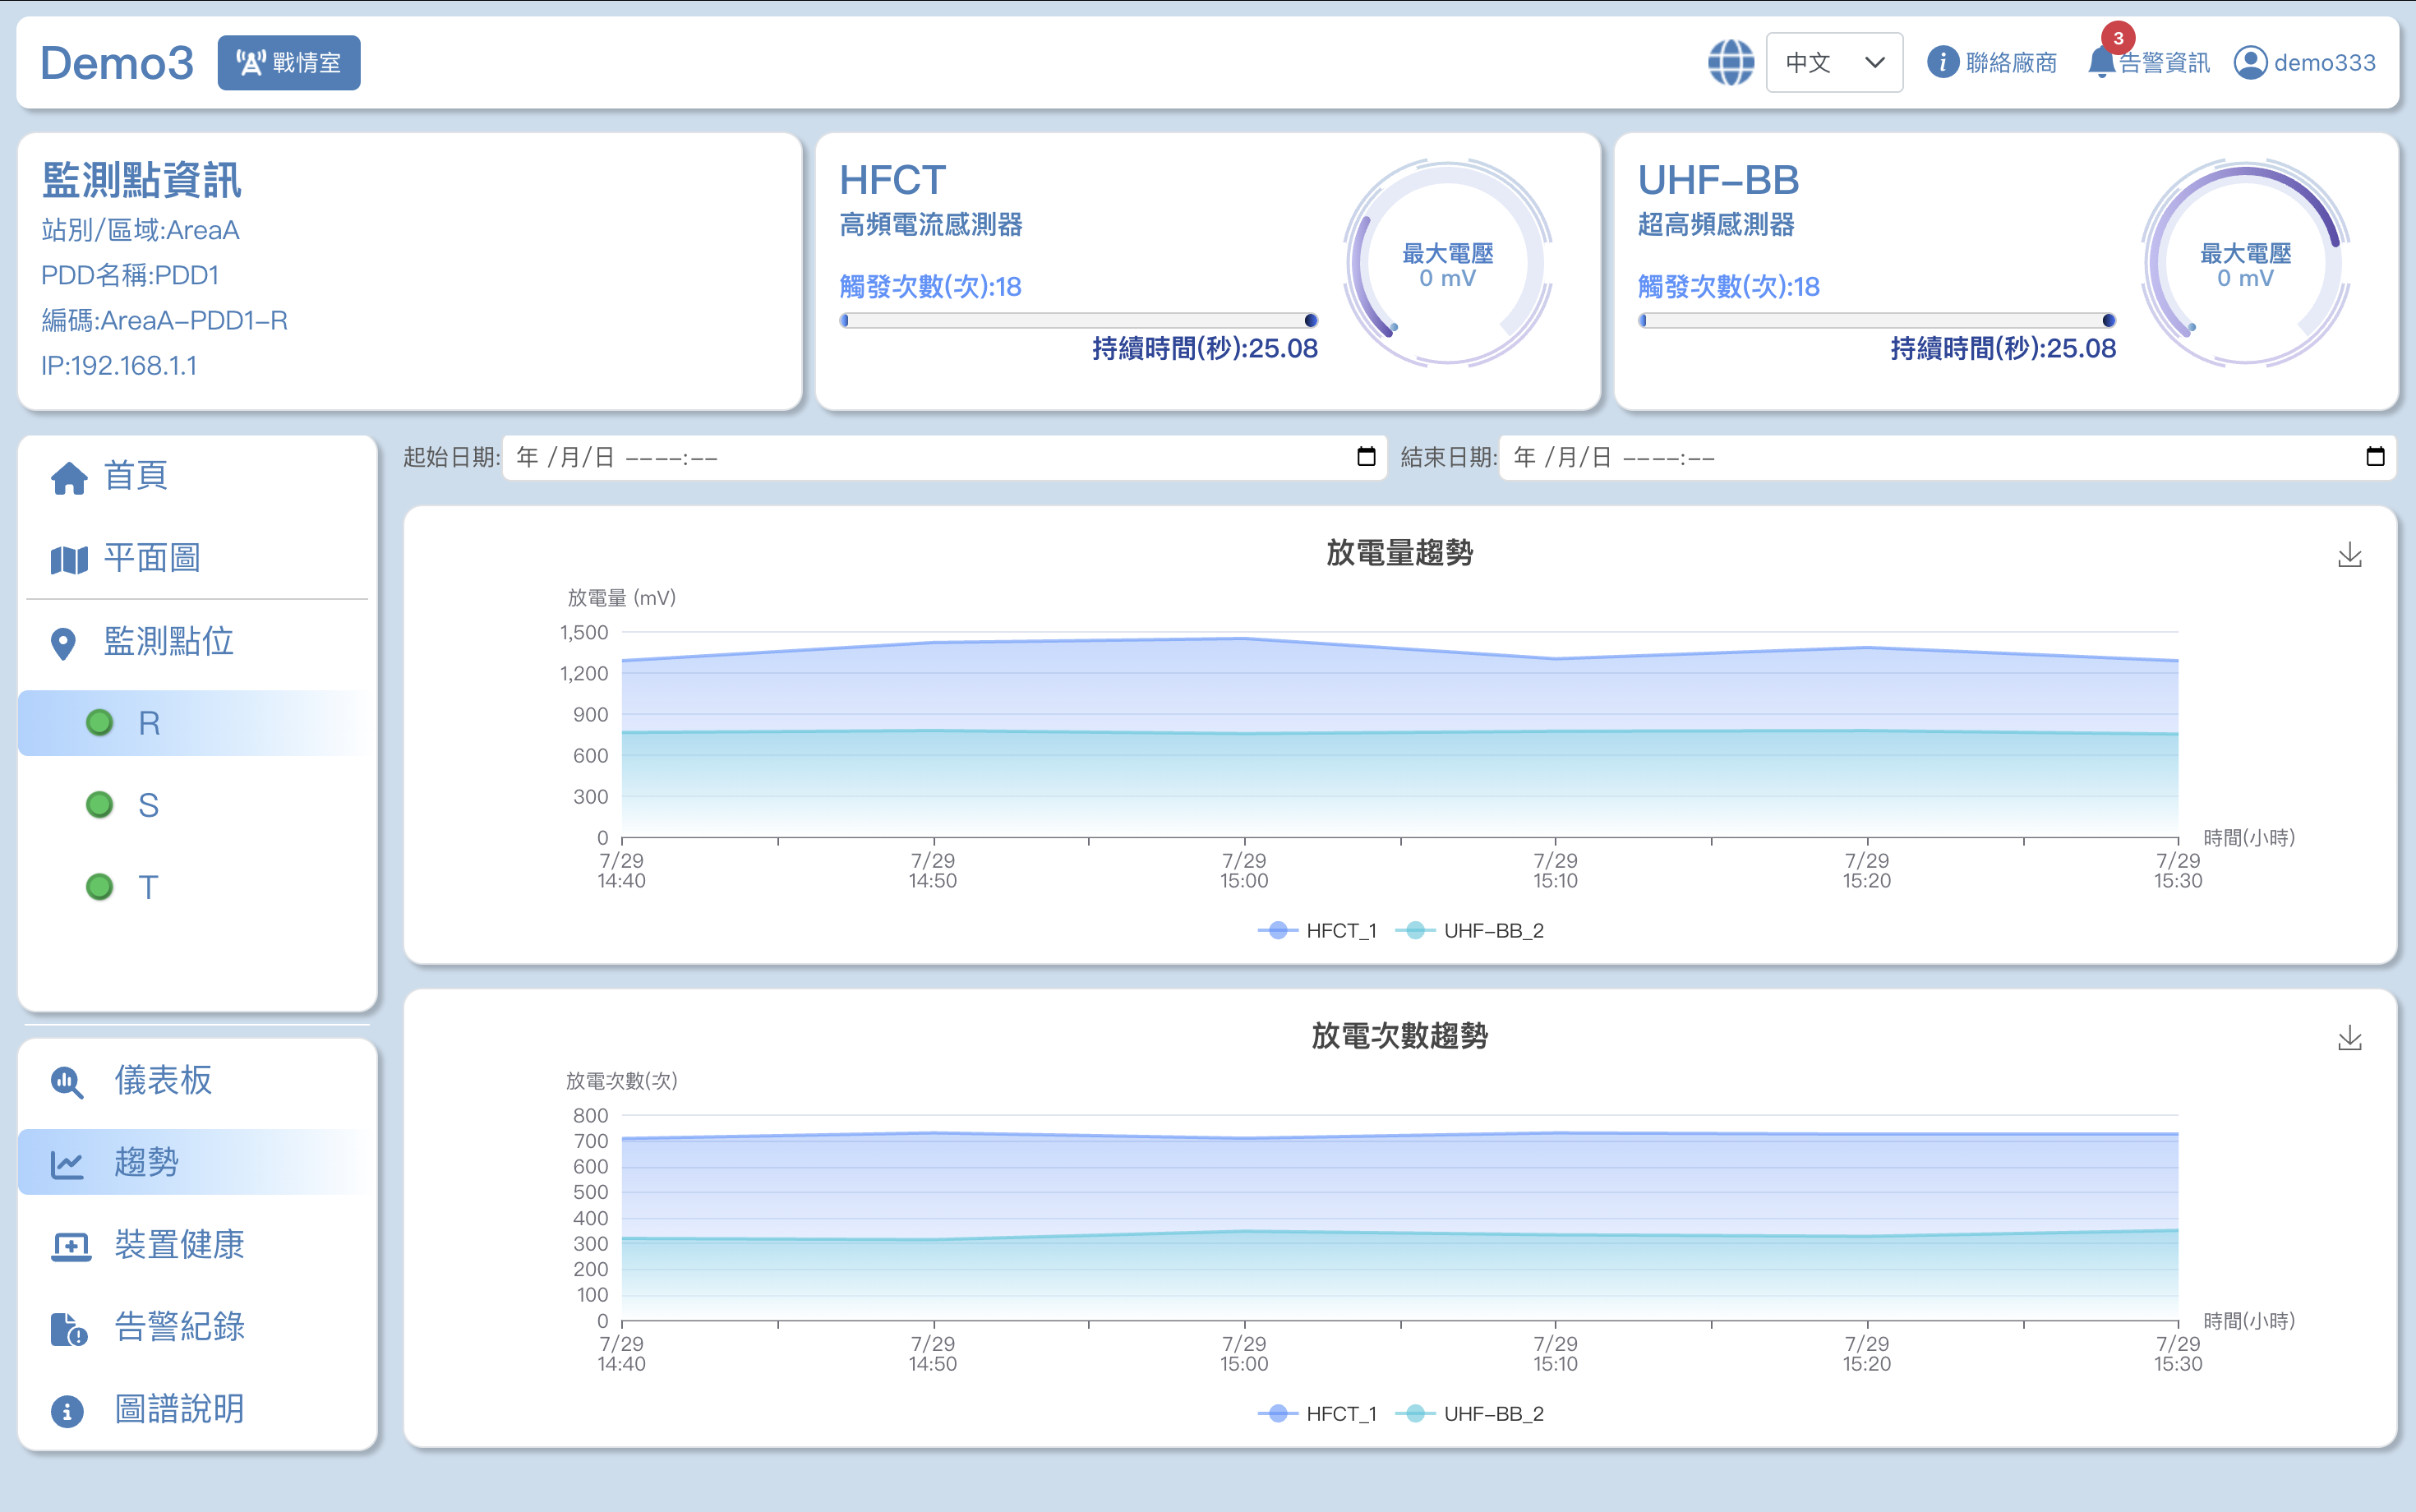 Demo3
戰情室
中文
聯絡廠商
3
告警資訊
demo333
監測點資訊
站別/區域:AreaA
PDD名稱:PDD1
編碼:AreaA-PDD1-R
IP:192.168.1.1
HFCT
高頻電流感測器
觸發次數(次):18
持續時間(秒):25.08
最大電壓
0 mV
UHF-BB
超高頻感測器
觸發次數(次):18
持續時間(秒):25.08
最大電壓
0 mV
首頁
平面圖
監測點位
R
S
T
儀表板
趨勢
裝置健康
告警紀錄
圖譜說明
起始日期: 年 /月/日 ----:--
結束日期: 年 /月/日 ----:--
放電量趨勢
放電量 (mV)
1,500
1,200
900
600
300
0
7/29 7/29 7/29 7/29 7/29 7/29
14:40 14:50 15:00 15:10 15:20 15:30
時間(小時)
HFCT_1 UHF-BB_2
放電次數趨勢
放電次數(次)
800
700
600
500
400
300
200
100
0
7/29 7/29 7/29 7/29 7/29 7/29
14:40 14:50 15:00 15:10 15:20 15:30
時間(小時)
HFCT_1 UHF-BB_2